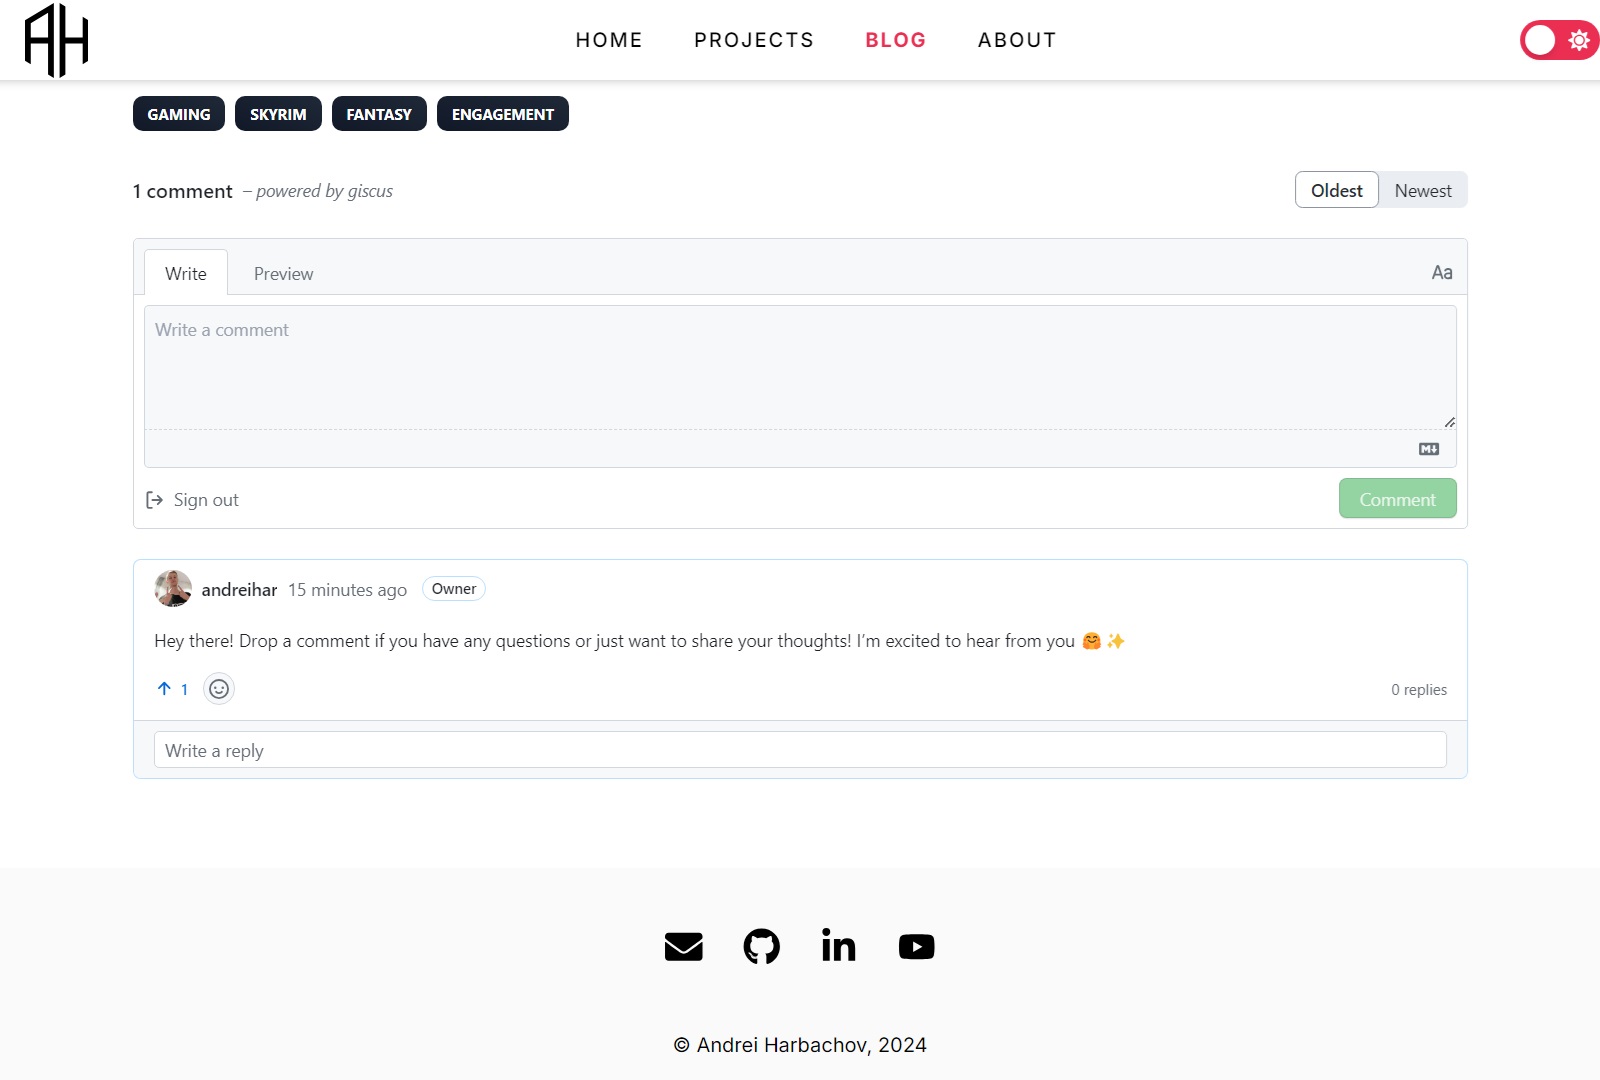 AH
HOME PROJECTS BLOG ABOUT
GAMING SKYRIM FANTASY ENGAGEMENT
1 comment – powered by giscus
Oldest Newest
Write Preview Aa
Write a comment
M
Sign out Comment
andreihar 15 minutes ago Owner
Hey there! Drop a comment if you have any questions or just want to share your thoughts! I’m excited to hear from you 🤗✨
1 0 replies
Write a reply
in
© Andrei Harbachov, 2024